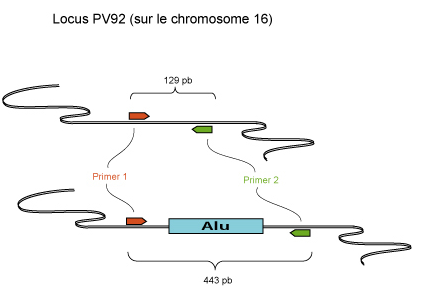 Locus PV92 (sur le chromosome 16)
129 pb
Primer 1
Primer 2
Alu
443 pb